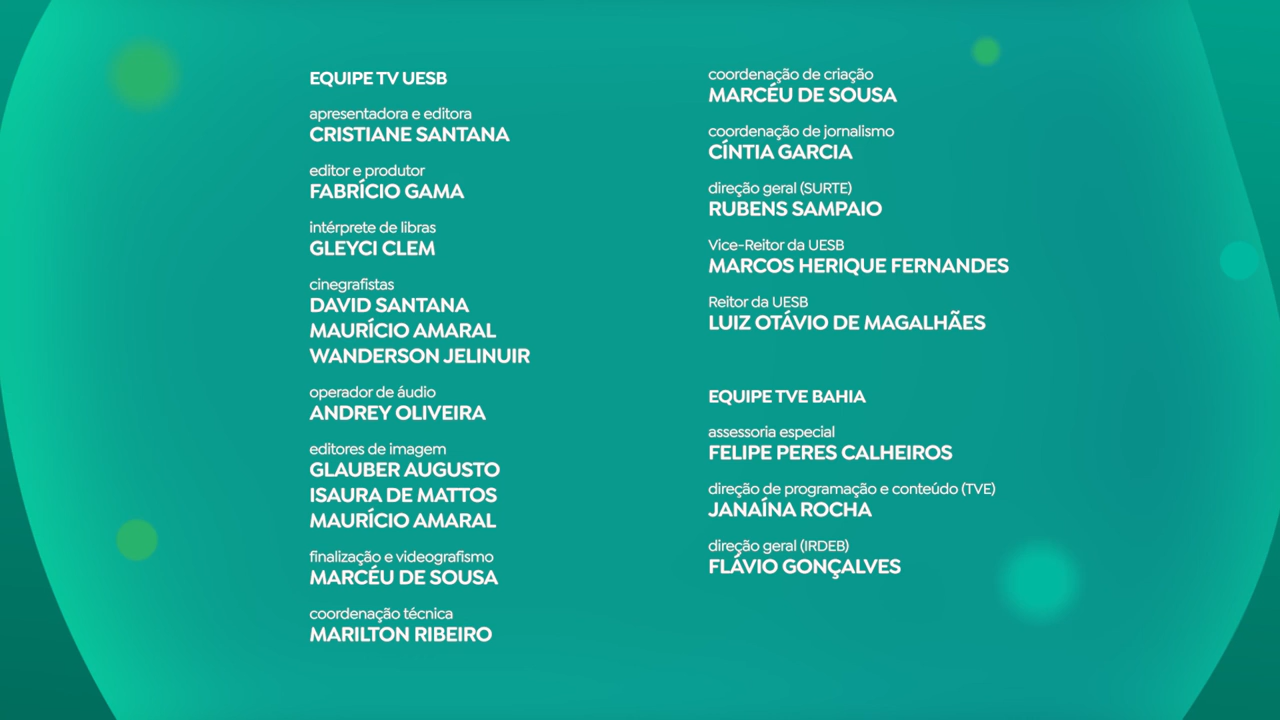 EQUIPE TV UESB
apresentadora e editora
CRISTIANE SANTANA
editor e produtor
FABRÍCIO GAMA
intérprete de libras
GLEYCI CLEM
cinegrafistas
DAVID SANTANA
MAURÍCIO AMARAL
WANDERSON JELINUIR
operador de áudio
ANDREY OLIVEIRA
editores de imagem
GLAUBER AUGUSTO
ISAURA DE MATTOS
MAURÍCIO AMARAL
finalização e videografismo
MARCÉU DE SOUSA
coordenação técnica
MARILTON RIBEIRO
coordenação de criação
MARCÉU DE SOUSA
coordenação de jornalismo
CÍNTIA GARCIA
direção geral (SURTE)
RUBENS SAMPAIO
Vice-Reitor da UESB
MARCOS HERIQUE FERNANDES
Reitor da UESB
LUIZ OTÁVIO DE MAGALHÃES
EQUIPE TVE BAHIA
assessoria especial
FELIPE PERES CALHEIROS
direção de programação e conteúdo (TVE)
JANAÍNA ROCHA
direção geral (IRDEB)
FLÁVIO GONÇALVES